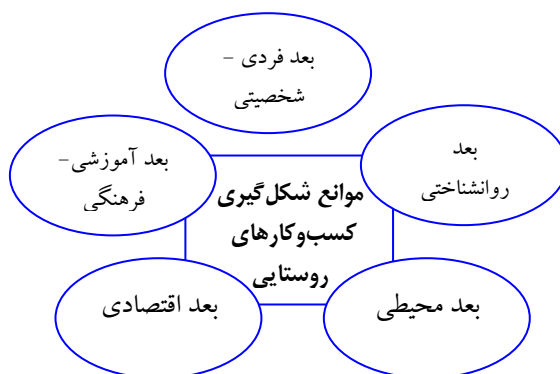 بعد فردی –
شخصیتی
بعد
روانشناختی
بعد آموزشی-
فرهنگی
موانع شکل‌گیری
کسب‌وکارهای
روستایی
بعد محیطی
بعد اقتصادی